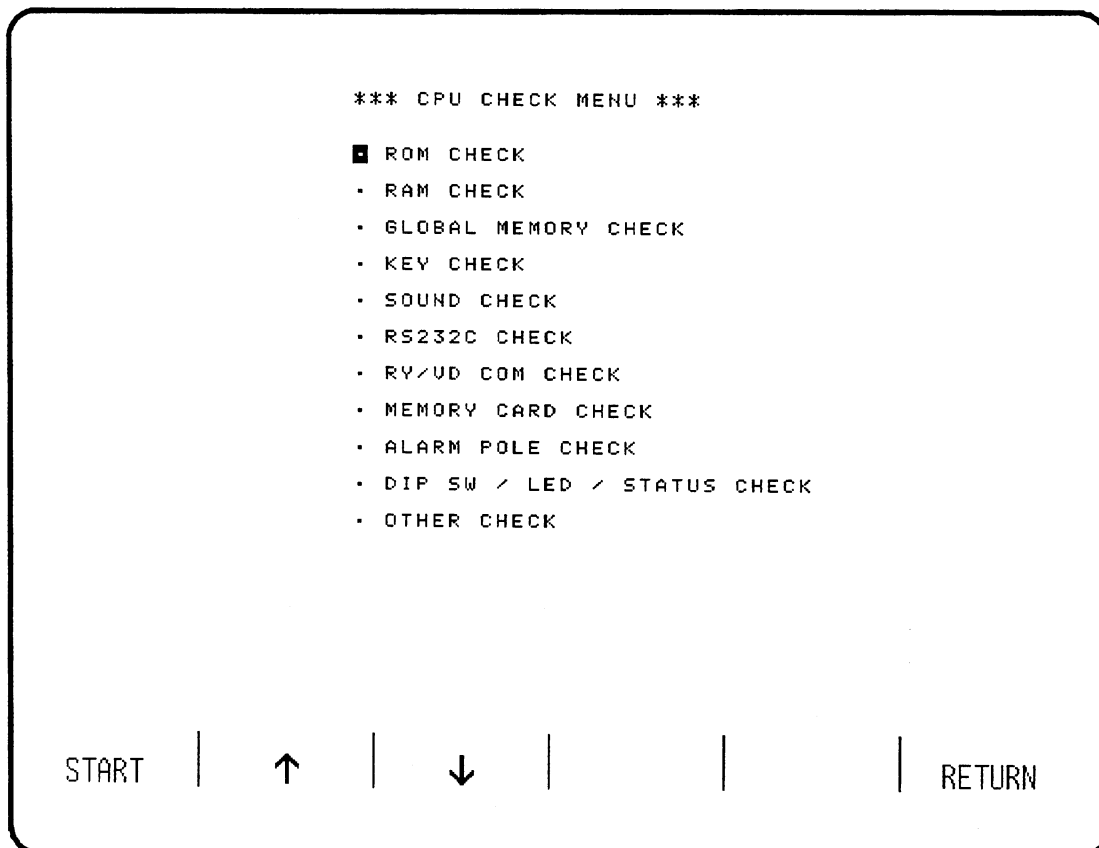 *** CPU CHECK MENU ***
· ROM CHECK
· RAM CHECK
· GLOBAL MEMORY CHECK
· KEY CHECK
· SOUND CHECK
· RS232C CHECK
· RY/VD COM CHECK
· MEMORY CARD CHECK
· ALARM POLE CHECK
· DIP SW / LED / STATUS CHECK
· OTHER CHECK
START | ↑ | ↓ | | | RETURN